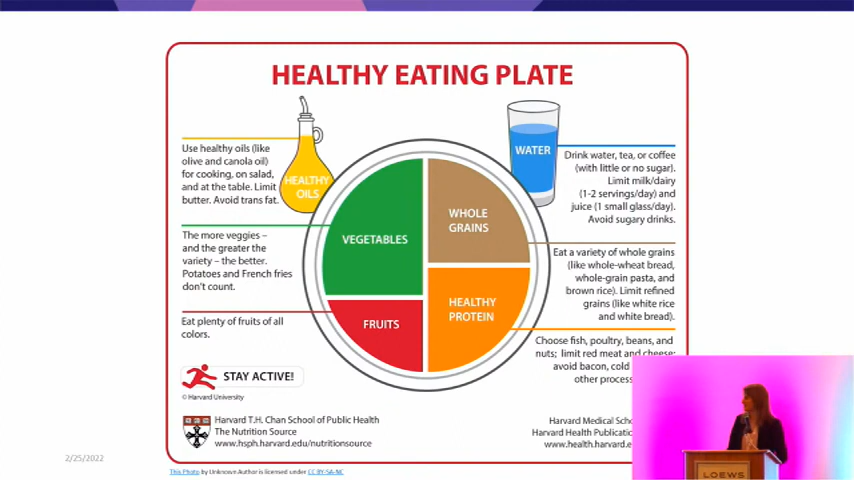 HEALTHY EATING PLATE
Use healthy oils (like
olive and canola oil)
for cooking, on salad,
and at the table. Limit
butter. Avoid trans fat.
HEALTHY
OILS
WATER
Drink water, tea, or coffee
(with little or no sugar).
Limit milk/dairy
(1-2 servings/day) and
juice (1 small glass/day).
Avoid sugary drinks.
The more veggies –
and the greater the
variety – the better.
Potatoes and French fries
don't count.
VEGETABLES
WHOLE
GRAINS
Eat a variety of whole grains
(like whole-wheat bread,
whole-grain pasta, and
brown rice). Limit refined
grains (like white rice
and white bread).
Eat plenty of fruits of all
colors.
FRUITS
HEALTHY
PROTEIN
Choose fish, poultry, beans, and
nuts; limit red meat and cheese;
avoid bacon, cold
other
STAY ACTIVE!
© Harvard University
Harvard T.H. Chan School of Public Health
The Nutrition Source
www.hsph.harvard.edu/nutritionsource
Harvard Medical
Harvard Health
www.health.harvard
2/25/2022
This Photo by Unknown Author is licensed under CC BY-SA-NC
LOEWS